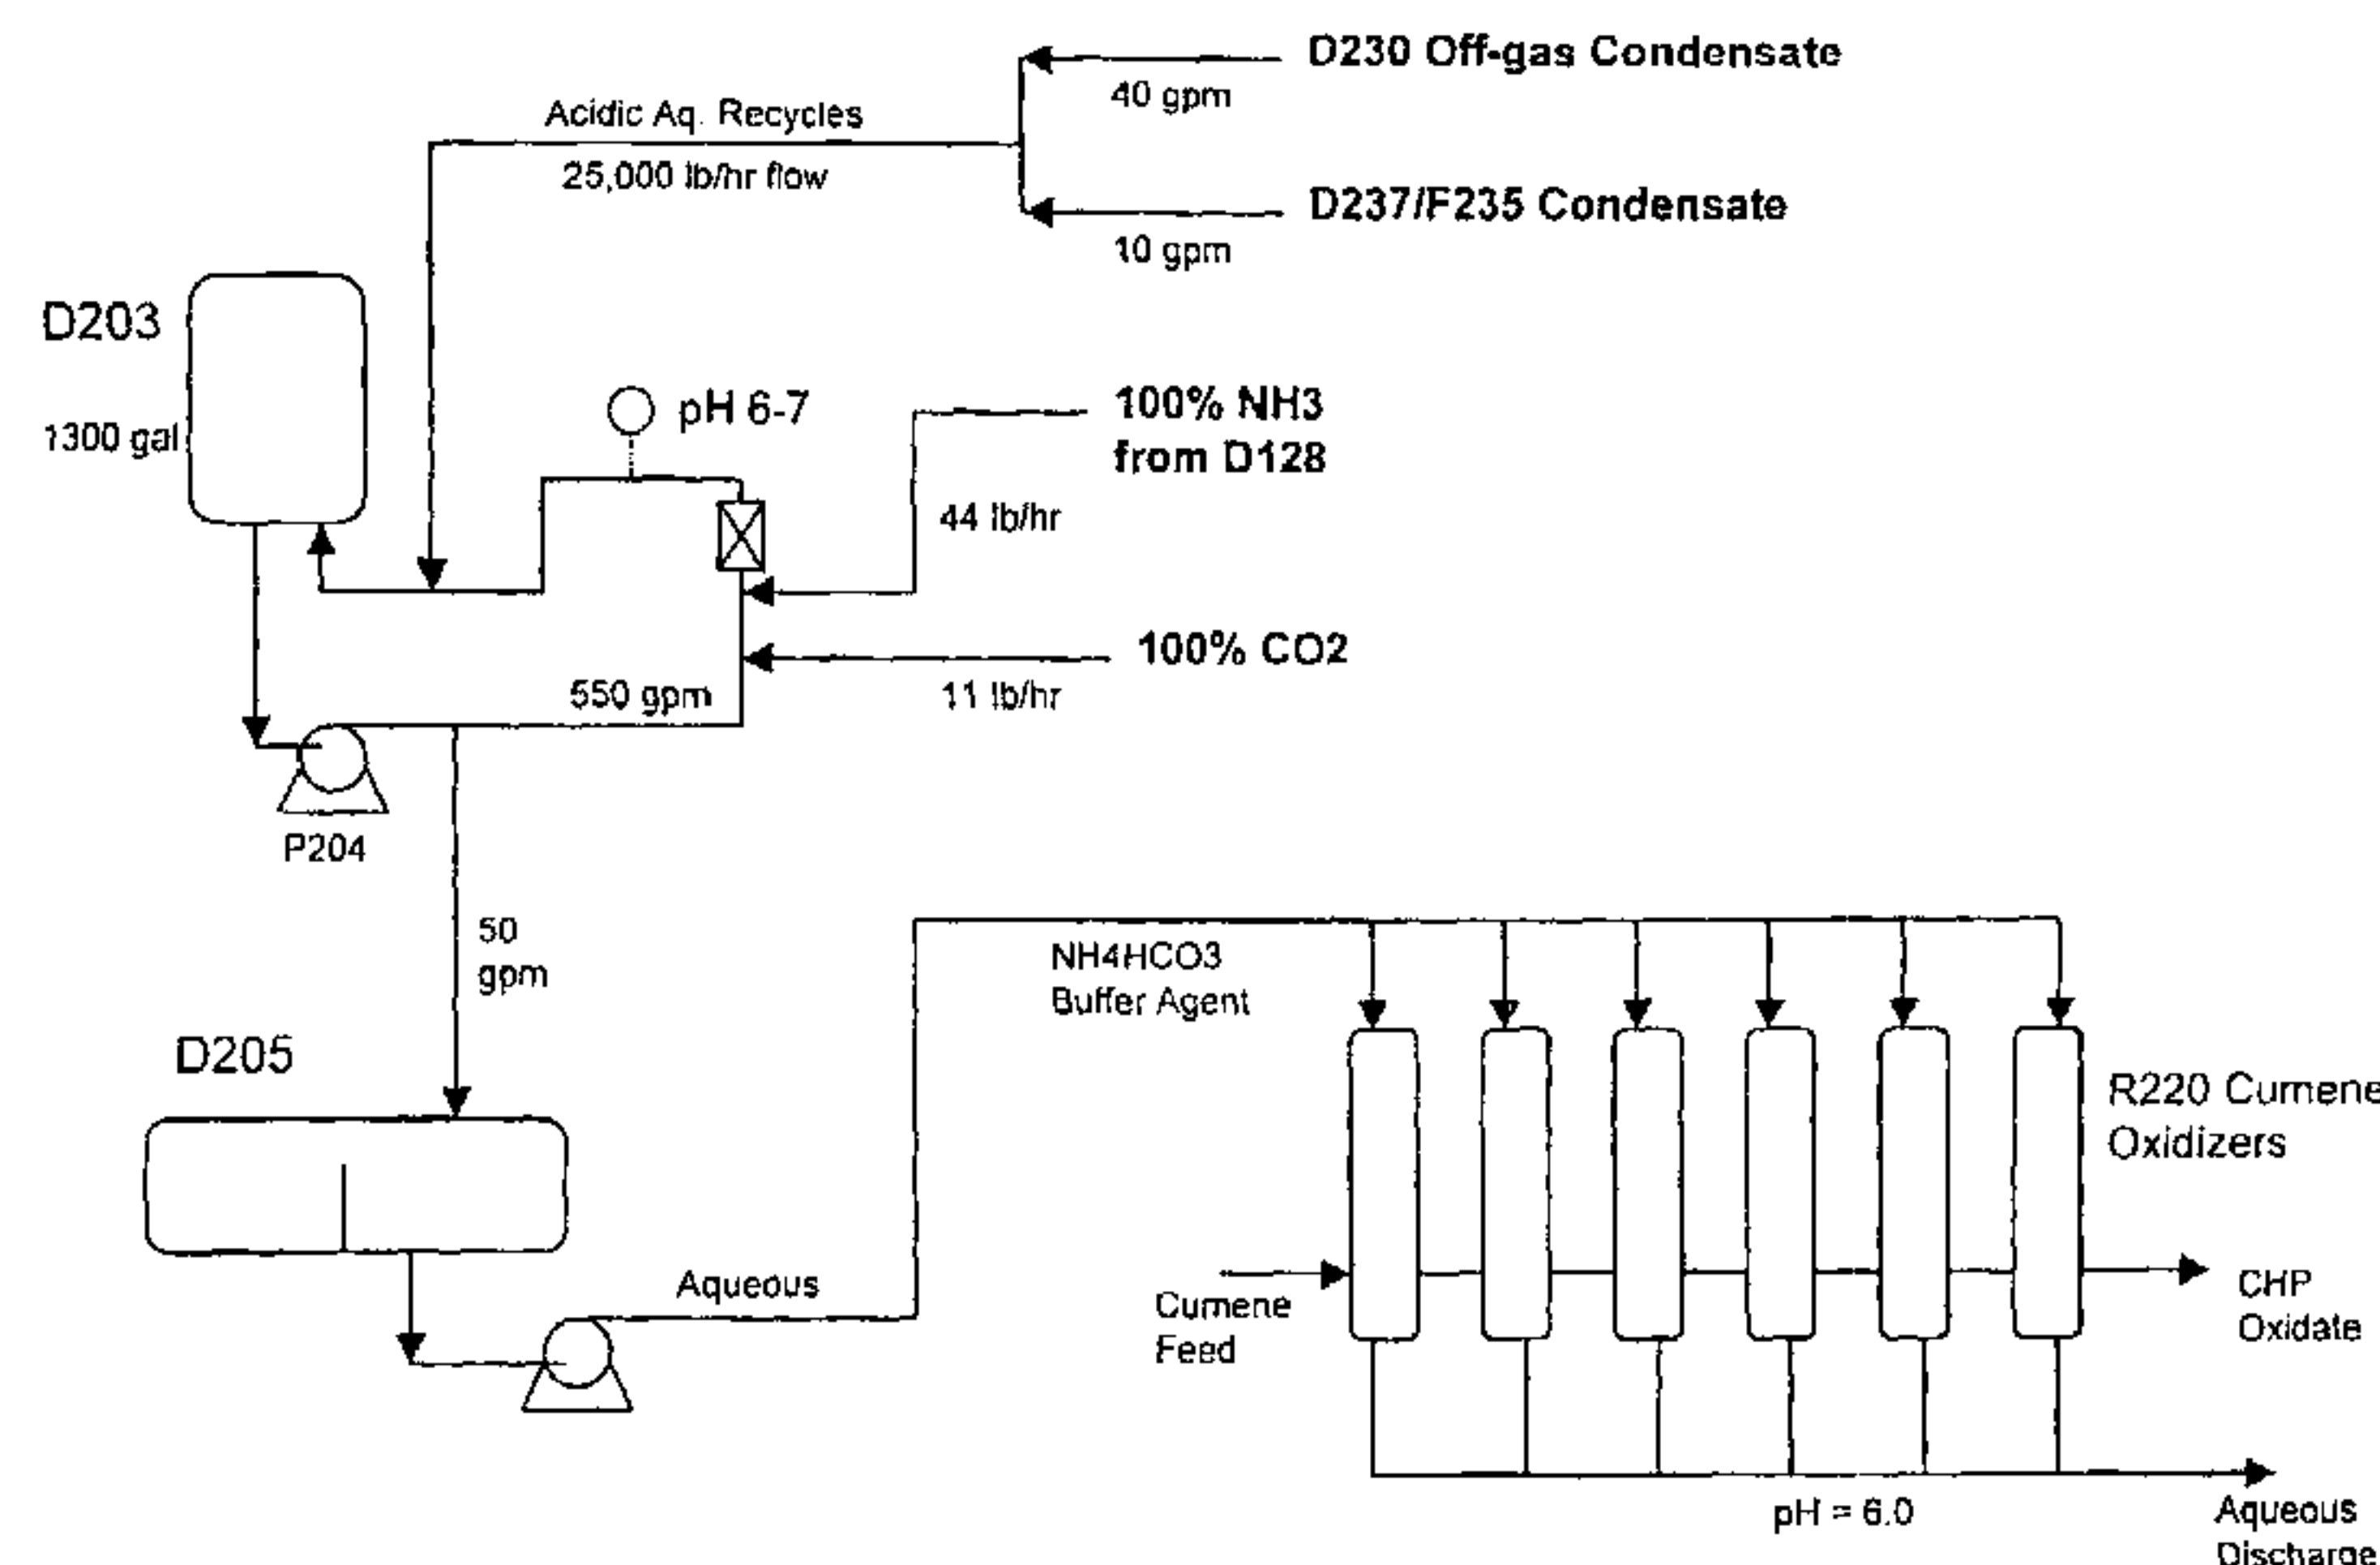 D230 Off-gas Condensate
40 gpm
Acidic Aq. Recycles
25,000 lb/hr flow
D237/F235 Condensate
10 gpm
D203
1300 gal
pH 6-7
100% NH3
from D128
44 lb/hr
100% CO2
550 gpm
11 lb/hr
P204
50
gpm
NH4HCO3
Buffer Agent
D205
R220 Cumene
Oxidizers
Aqueous
Cumene
Feed
CHP
Oxidate
pH = 6.0
Aqueous
Discharge